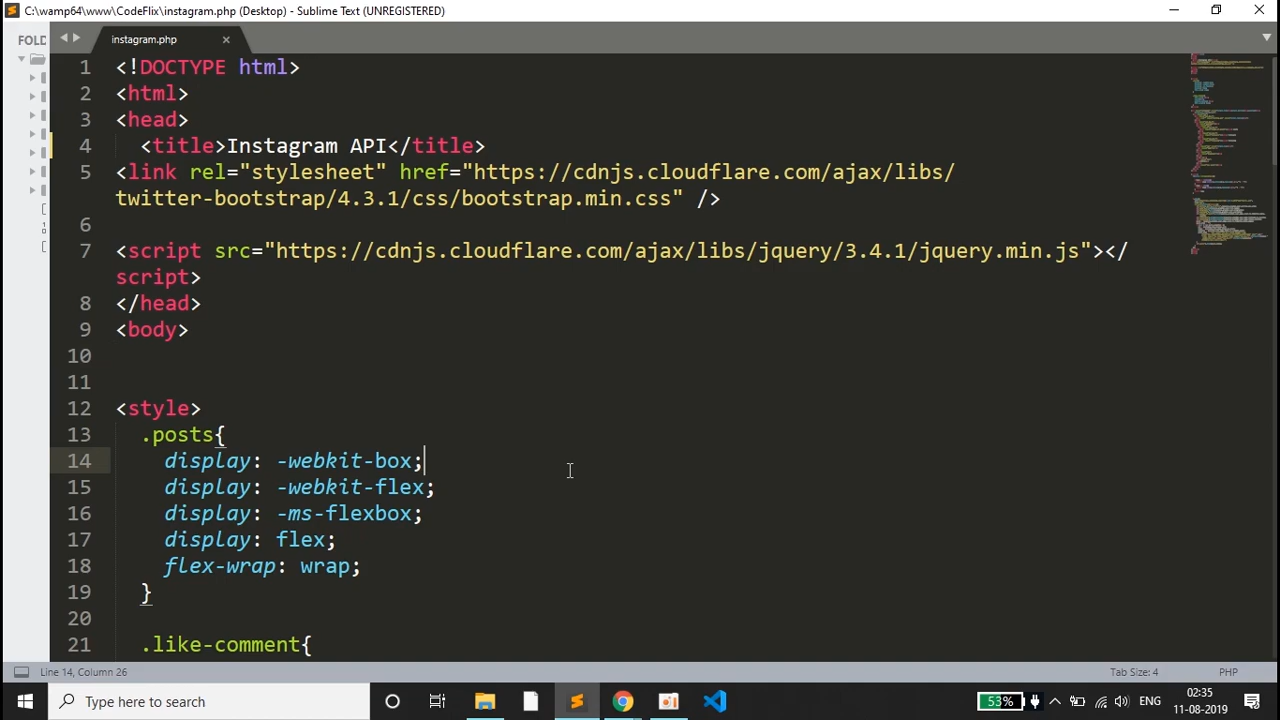 C:\wamp64\www\CodeFlix\instagram.php (Desktop) - Sublime Text (UNREGISTERED)
FOLD
instagram.php
1 <!DOCTYPE html>
2 <html>
3 <head>
4 <title>Instagram API</title>
5 <link rel="stylesheet" href="https://cdnjs.cloudflare.com/ajax/libs/
twitter-bootstrap/4.3.1/css/bootstrap.min.css" />
6
7 <script src="https://cdnjs.cloudflare.com/ajax/libs/jquery/3.4.1/jquery.min.js"></
script>
8 </head>
9 <body>
10
11
12 <style>
13 .posts{
14 display: -webkit-box;
15 display: -webkit-flex;
16 display: -ms-flexbox;
17 display: flex;
18 flex-wrap: wrap;
19 }
20
21 .like-comment{
Line 14, Column 26
Tab Size: 4
PHP
Type here to search
53%
ENG
02:35
11-08-2019